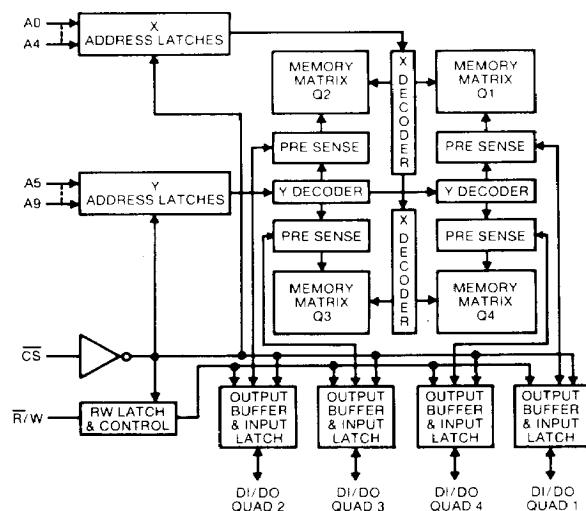 A0
A4
X
ADDRESS LATCHES
MEMORY
MATRIX
Q2
X DECODER
MEMORY
MATRIX
Q1
PRE SENSE
PRE SENSE
A5
A9
Y
ADDRESS LATCHES
Y DECODER
Y DECODER
PRE SENSE
X DECODER
PRE SENSE
MEMORY
MATRIX
Q3
MEMORY
MATRIX
Q4
C̅S̅
R̅/W
RW LATCH
& CONTROL
OUTPUT
BUFFER
& INPUT
LATCH
OUTPUT
BUFFER
& INPUT
LATCH
OUTPUT
BUFFER
& INPUT
LATCH
OUTPUT
BUFFER
& INPUT
LATCH
DI/DO
QUAD 2
DI/DO
QUAD 3
DI/DO
QUAD 4
DI/DO
QUAD 1